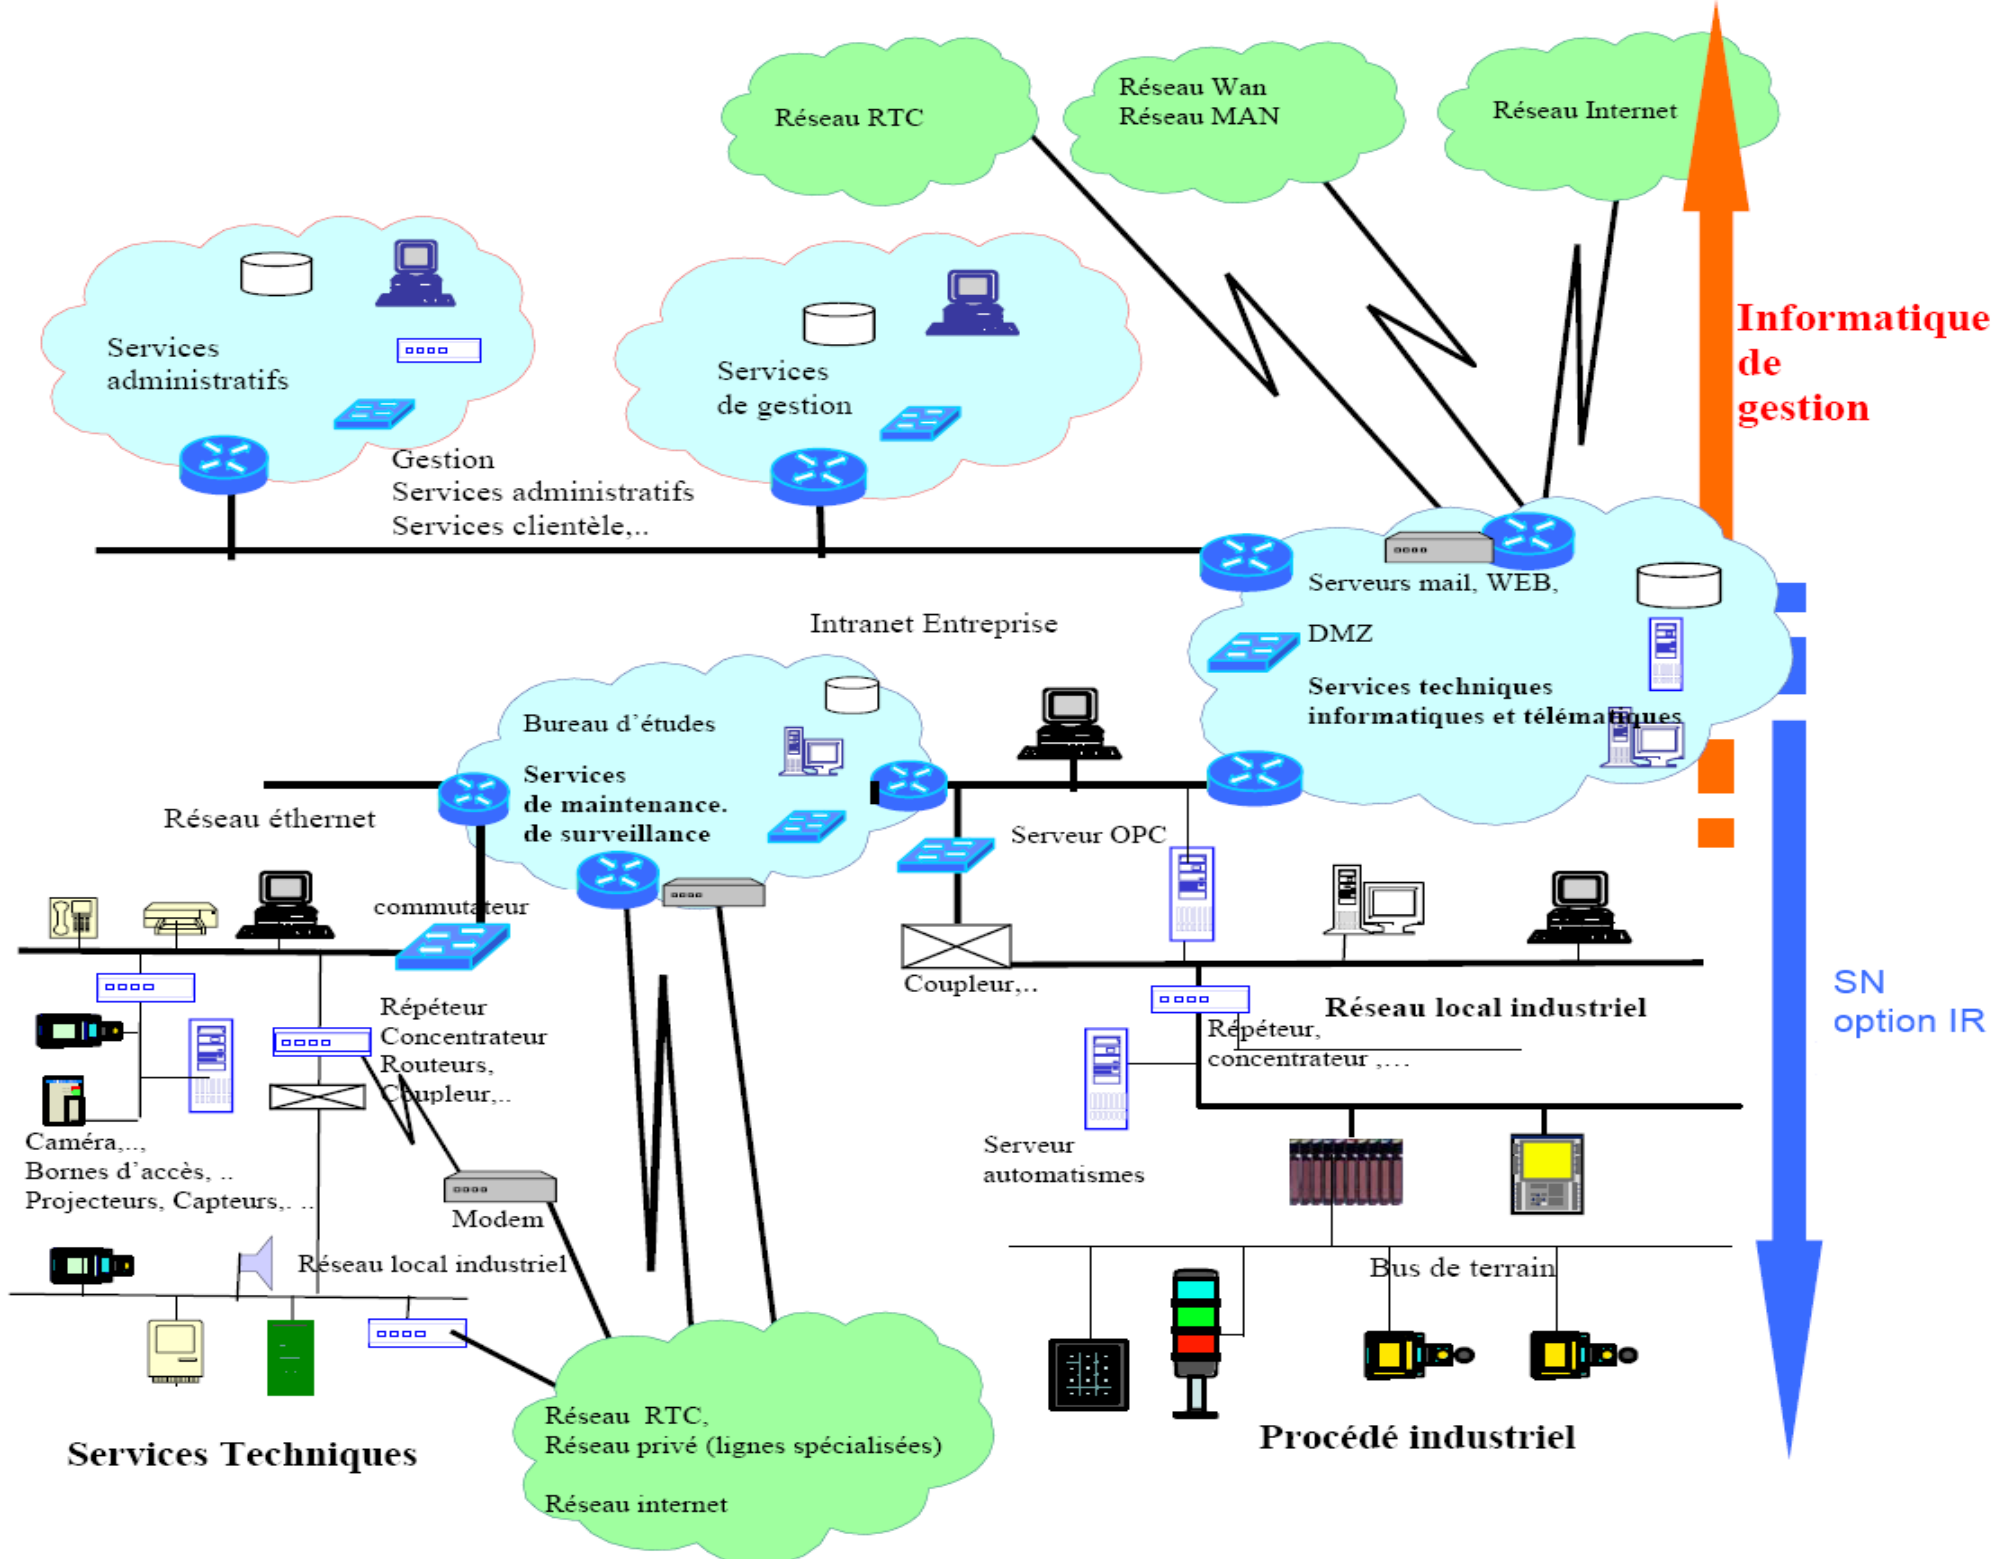 Réseau RTC
Réseau Wan
Réseau MAN
Réseau Internet
Informatique
de
gestion
Services
administratifs
Services
de gestion
Gestion
Services administratifs
Services clientèle,..
Serveurs mail, WEB,
DMZ
Services techniques
informatiques et télématiques
Intranet Entreprise
Bureau d’études
Services
de maintenance.
de surveillance
Réseau éthernet
Serveur OPC
commutateur
Coupleur,..
Répéteur
Concentrateur
Routeurs,
Coupleur,..
Réseau local industriel
Répéteur,
concentrateur ,…
SN
option IR
Caméra,..,
Bornes d’accès, ..
Projecteurs, Capteurs,. ..
Serveur
automatismes
Modem
Réseau local industriel
Bus de terrain
Services Techniques
Réseau RTC,
Réseau privé (lignes spécialisées)
Réseau internet
Procédé industriel